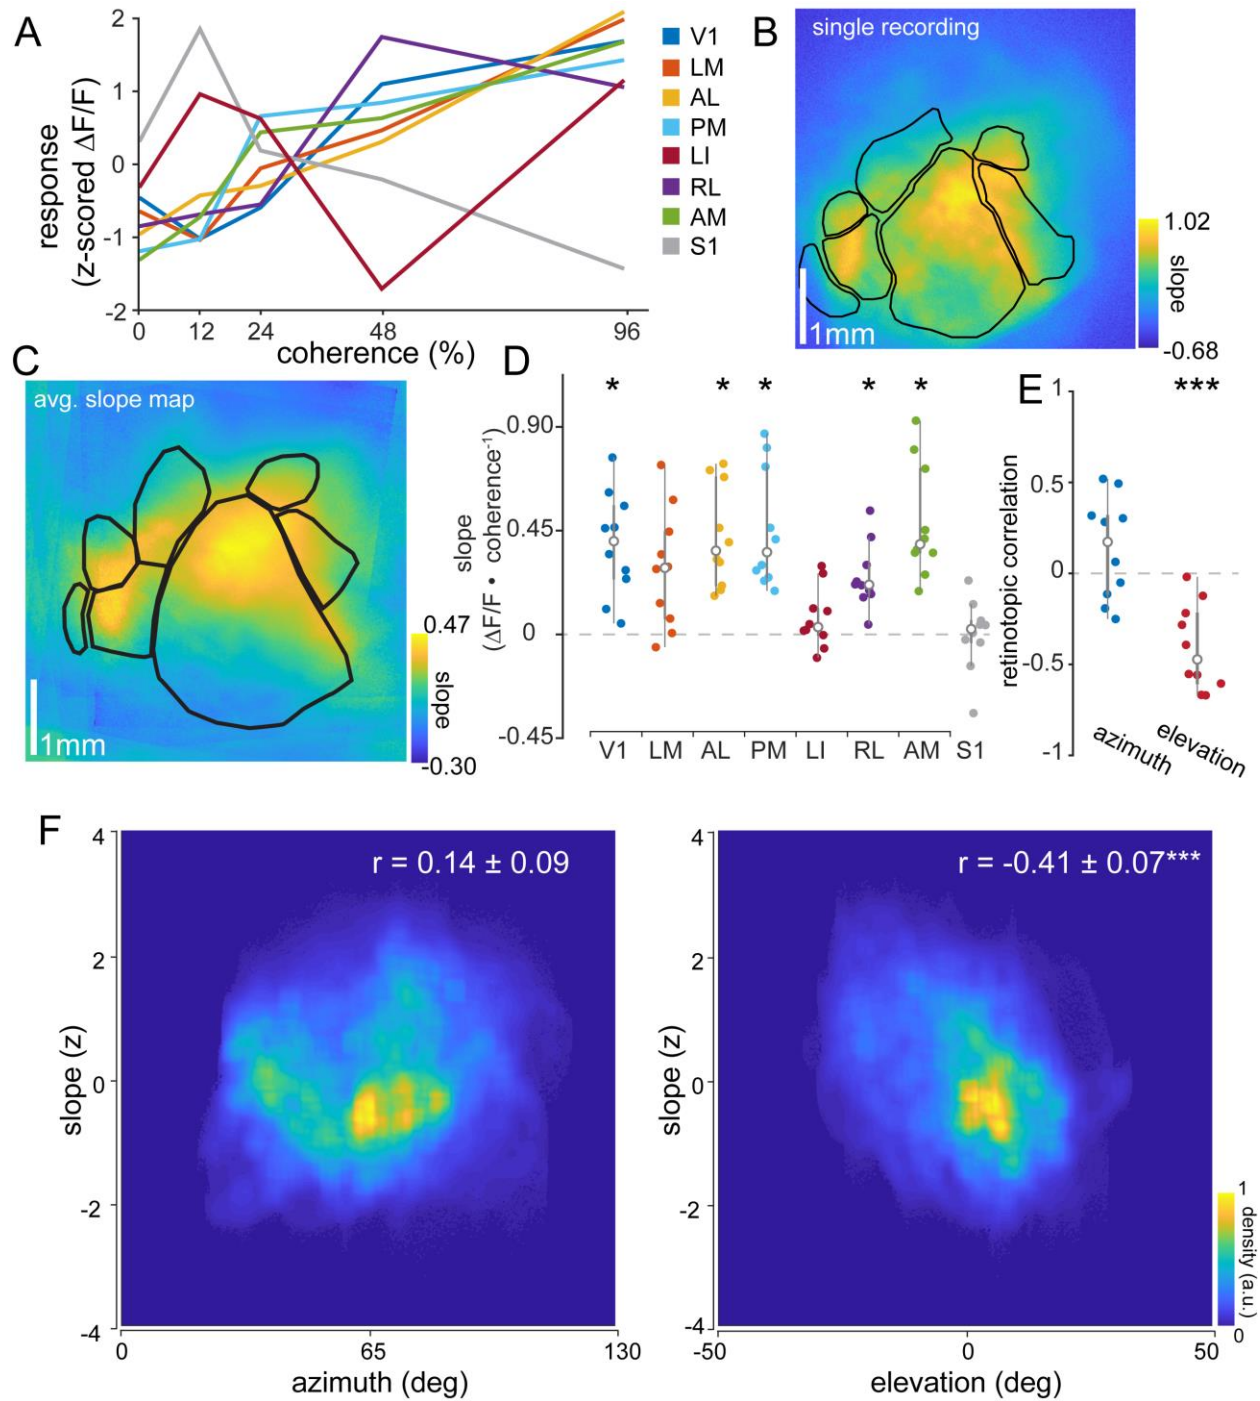 A
response
(z-scored ΔF/F)
2
1
0
-1
-2
0 12 24 48 96
coherence (%)
V1
LM
AL
PM
LI
RL
AM
S1
B
single recording
1mm
1.02
slope
-0.68
C
avg. slope map
1mm
0.47
slope
-0.30
D
slope
(ΔF/F • coherence⁻¹)
0.90
0.45
0
-0.45
* * * * *
V1 LM AL PM LI RL AM S1
E
retinotopic correlation
1
0.5
0
-0.5
-1
***
azimuth
elevation
F
slope (z)
4
2
0
-2
-4
r = 0.14 ± 0.09
0 65 130
azimuth (deg)
slope (z)
4
2
0
-2
-4
r = -0.41 ± 0.07***
-50 0 50
elevation (deg)
1
density (a.u.)
0